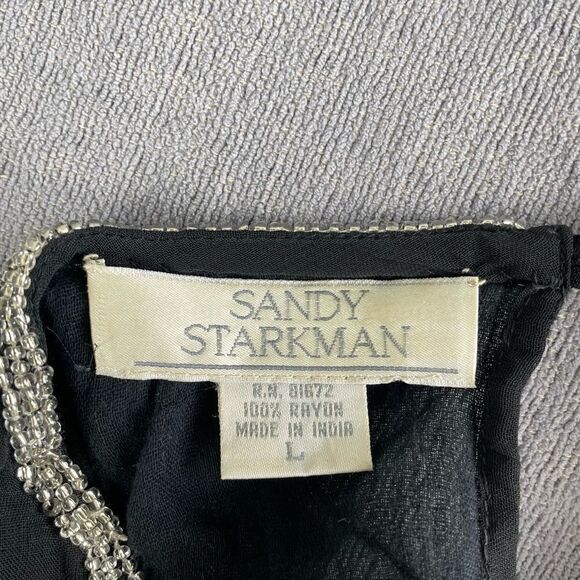 SANDY
STARKMAN
R.N. 81672
100% RAYON
MADE IN INDIA
L